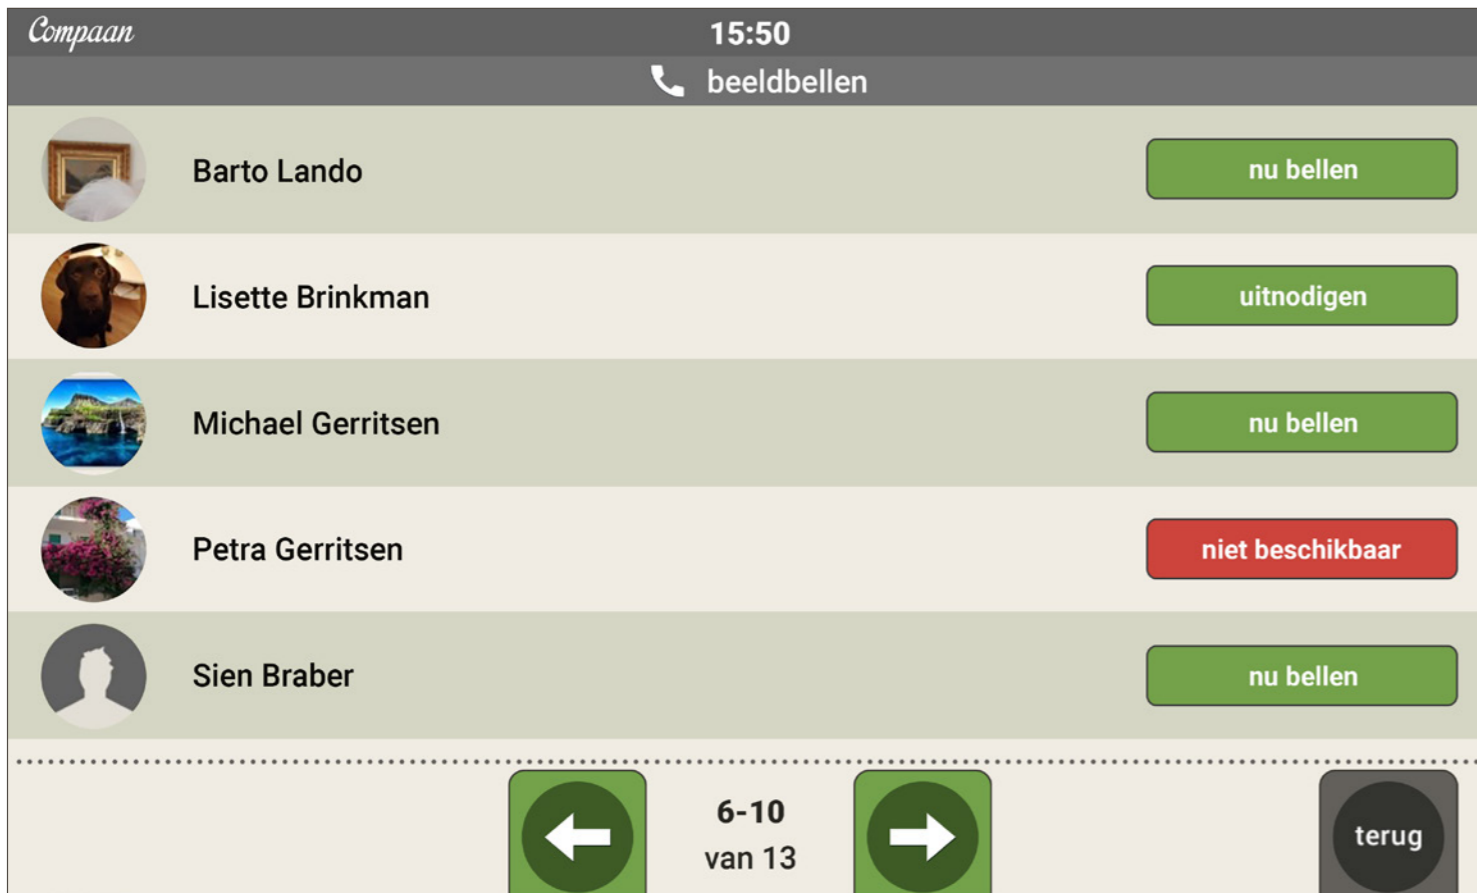 Compaan
15:50
beeldbellen
Barto Lando
nu bellen
Lisette Brinkman
uitnodigen
Michael Gerritsen
nu bellen
Petra Gerritsen
niet beschikbaar
Sien Braber
nu bellen
6-10
van 13
terug